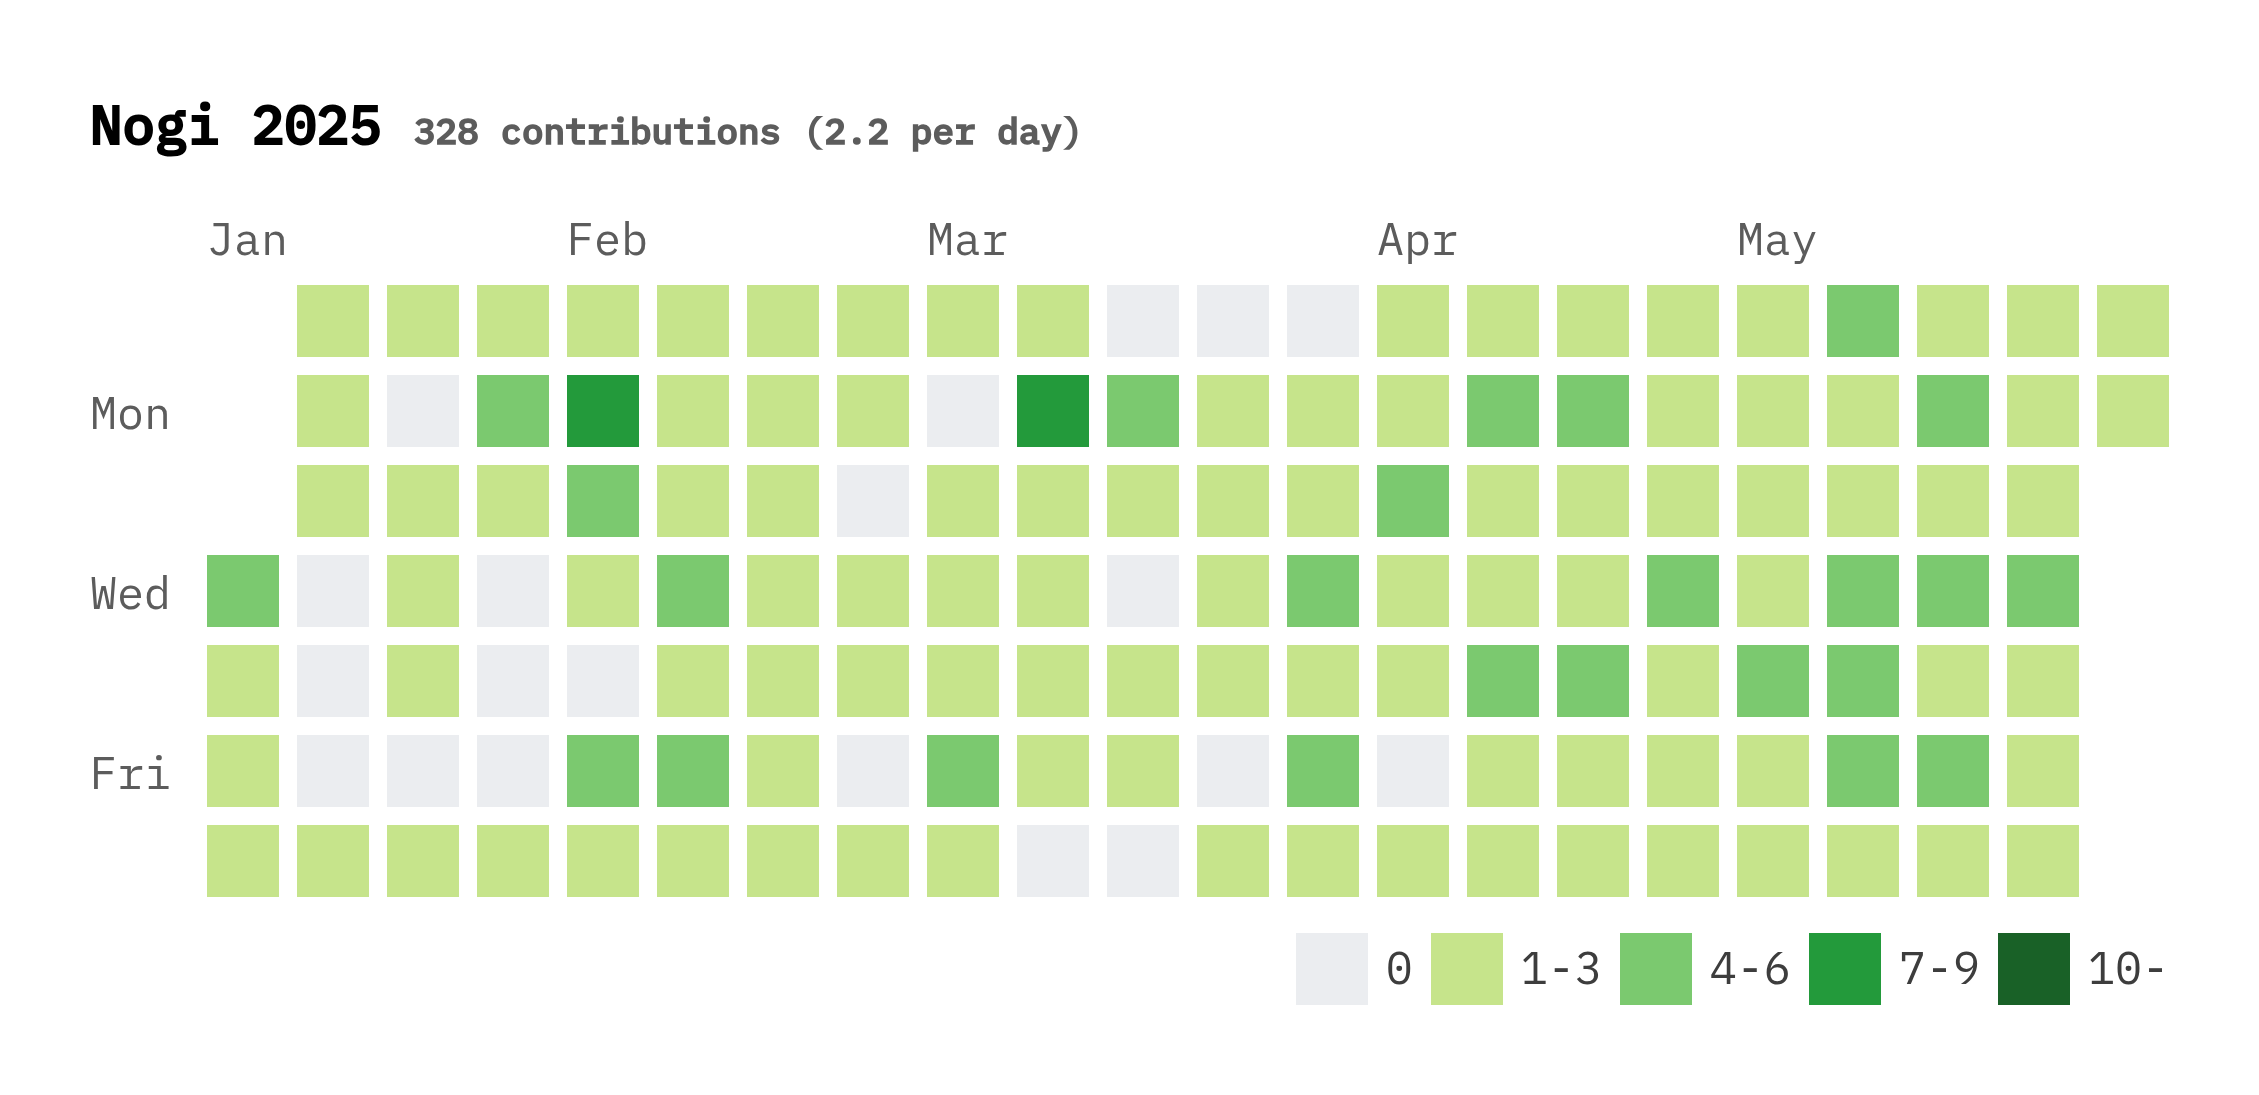 Nogi 2025 328 contributions (2.2 per day)
Jan Feb Mar Apr May
Mon
Wed
Fri
0 1-3 4-6 7-9 10-